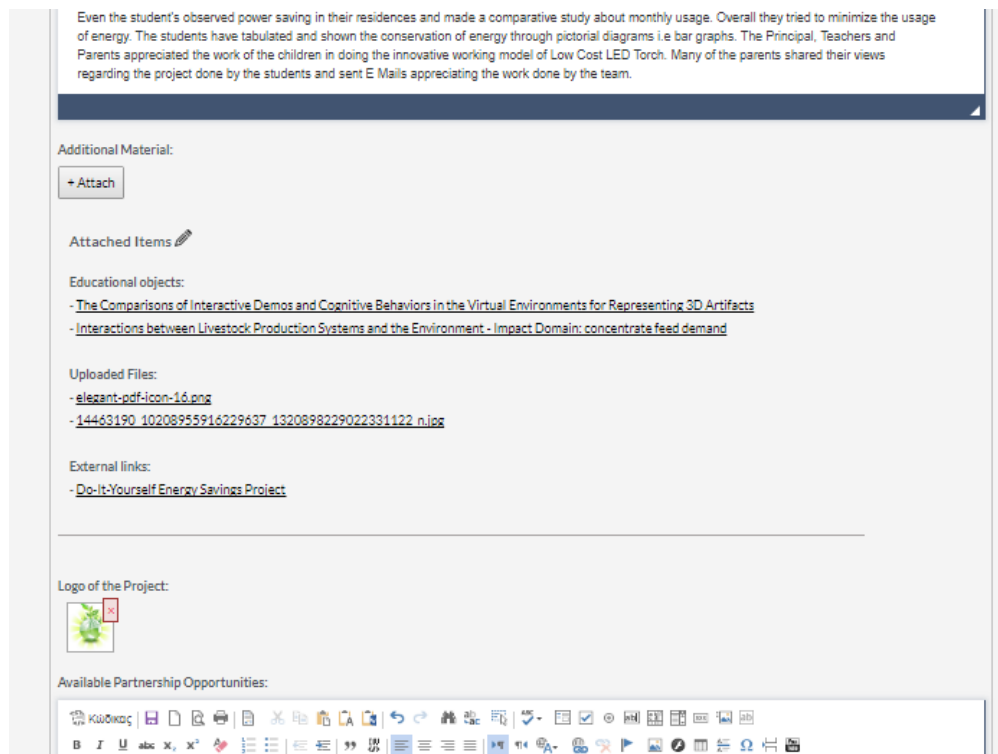 Even the student's observed power saving in their residences and made a comparative study about monthly usage. Overall they tried to minimize the usage
of energy. The students have tabulated and shown the conservation of energy through pictorial diagrams i.e bar graphs. The Principal, Teachers and
Parents appreciated the work of the children in doing the innovative working model of Low Cost LED Torch. Many of the parents shared their views
regarding the project done by the students and sent E Mails appreciating the work done by the team.
Additional Material:
+ Attach
Attached Items
Educational objects:
- The Comparisons of Interactive Demos and Cognitive Behaviors in the Virtual Environments for Representing 3D Artifacts
- Interactions between Livestock Production Systems and the Environment - Impact Domain: concentrate feed demand
Uploaded Files:
- elegant-pdf-icon-16.png
- 14463190_10208955916229637_1320898229022331122_n.jpg
External links:
- Do-It-Yourself Energy Savings Project
Logo of the Project:
Available Partnership Opportunities:
Κώδικας
B I U abc x, x²